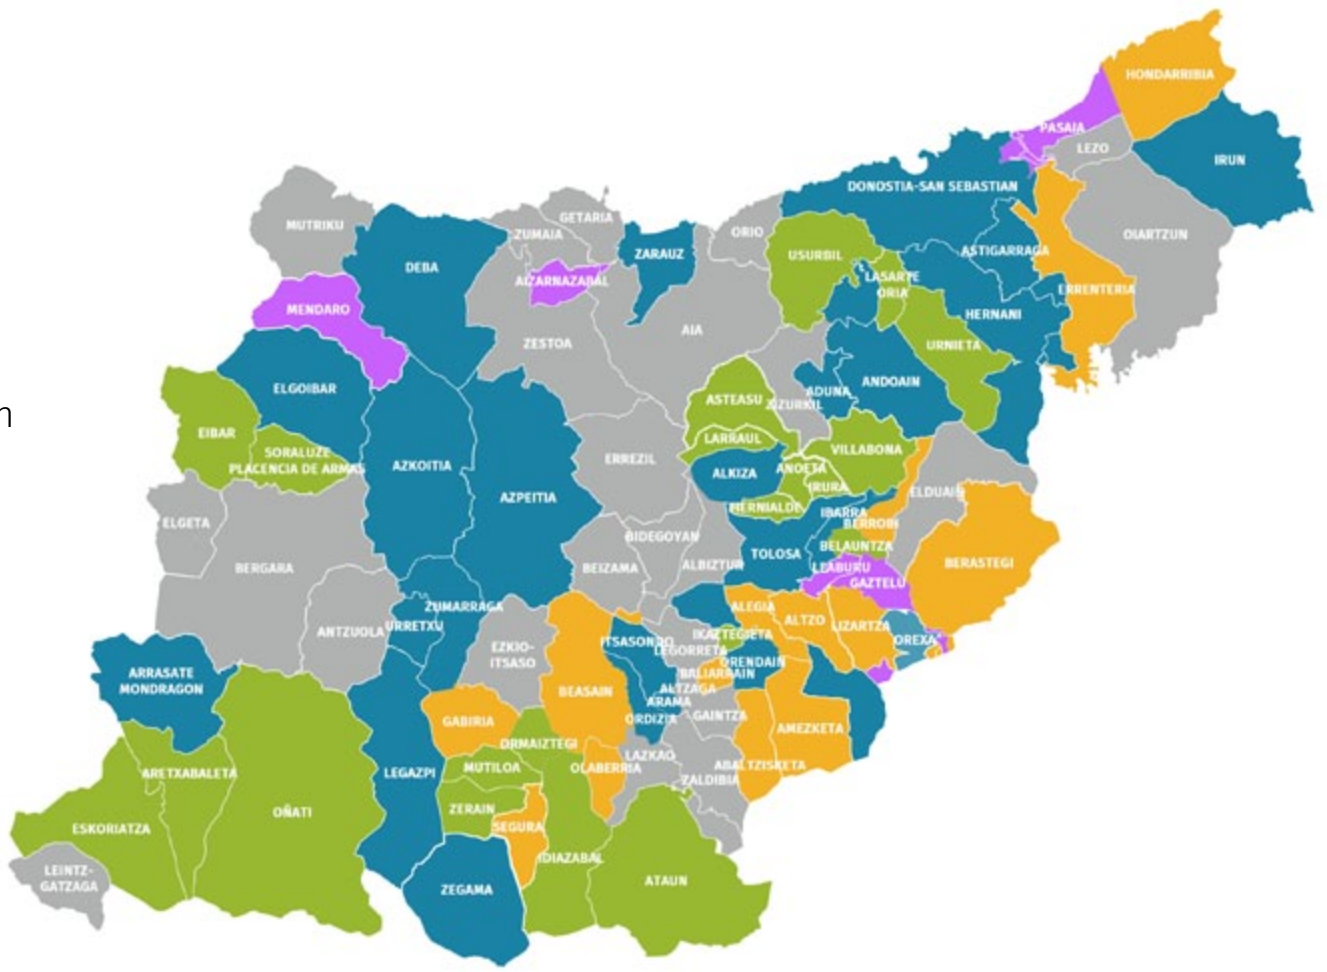 HONDARRIBIA
PASAIA
LEZO
IRUN
DONOSTIA-SAN SEBASTIAN
MUTRIKU
GETARIA
ZUMAIA
ORIO
OIARTZUN
ZARAUZ
USURBIL
ASTIGARRAGA
DEBA
AIZARNAZABAL
LASARTE
ORIA
ERRENTERIA
MENDARO
HERNANI
AIA
ZESTOA
URNIETA
ELGOIBAR
ANDOAIN
ADUNA
ASTEASU
ZIZURKIL
n
EIBAR
LARRAUL
SORALUZE
PLACENCIA DE ARMAS
VILLABONA
ERREZIL
AZKOITIA
ALKIZA
ANOETA
IRURA
ELDUAIN
AZPEITIA
HERNIALDE
IBARRA
ELGETA
BERROBI
BIDEGOYAN
BELAUNTZA
TOLOSA
BERGARA
BEIZAMA
ALBIZTUR
LEABURU
BERASTEGI
GAZTELU
ZUMARRAGA
ALEGIA
ALTZO
LIZARTZA
URRETXU
ANTZUOLA
IKAZTEGIETA
OREXA
ITSASONDO
EZKIO-
ITSASO
LEGORRETA
ORENDAIN
ARRASATE
MONDRAGON
BALIARRAIN
BEASAIN
ALTZAGA
ARAMA
GABIRIA
ORDIZIA
GAINTZA
AMEZKETA
ORMAIZTEGI
LAZKAO
MUTILOA
OLABERRIA
ABALTZISKETA
ARETXABALETA
LEGAZPI
ZALDIBIA
ZERAIN
OÑATI
ESKORIATZA
SEGURA
IDIAZABAL
LEINTZ-
GATZAGA
ZEGAMA
ATAUN